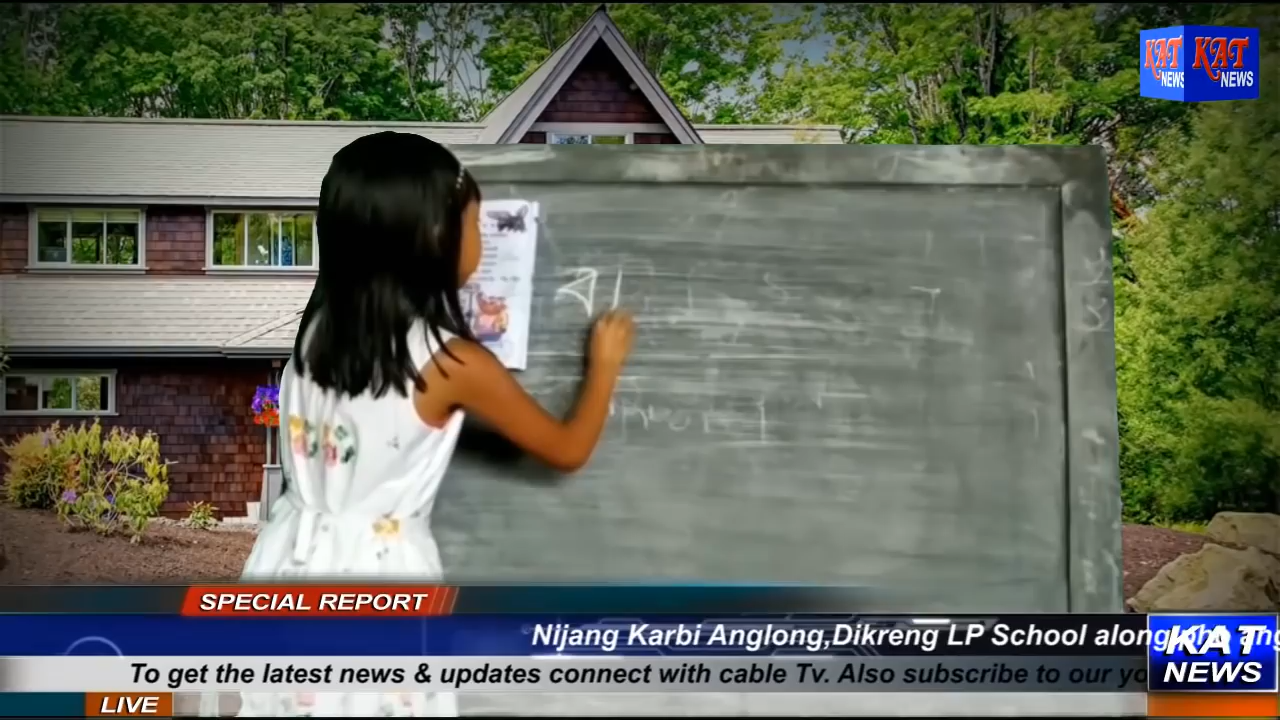 KAT NEWS KAT NEWS
SPECIAL REPORT
Nijang Karbi Anglong,Dikreng LP School along
To get the latest news & updates connect with cable Tv. Also subscribe to our yo
KAT NEWS
LIVE